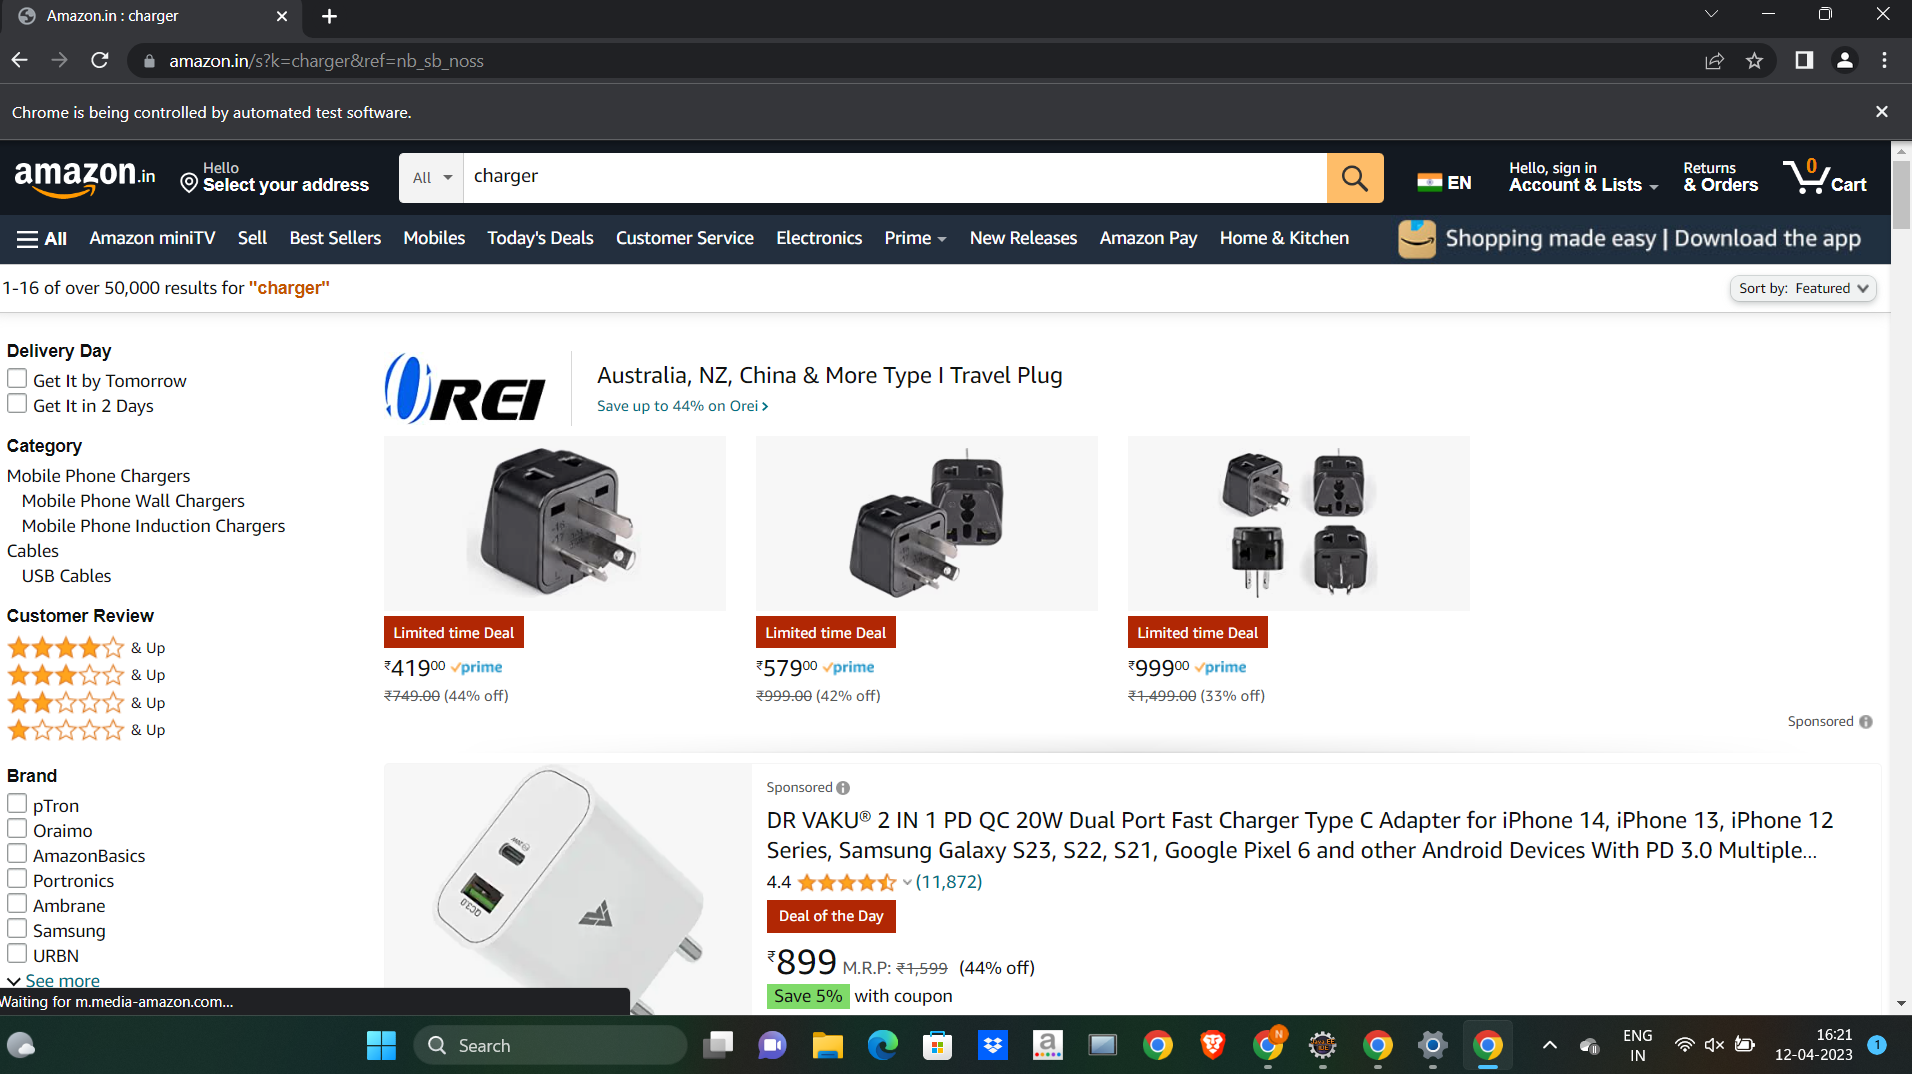 Amazon.in : charger
amazon.in/s?k=charger&ref=nb_sb_noss
Chrome is being controlled by automated test software.
amazon.in
Hello
Select your address
All
charger
EN
Hello, sign in
Account & Lists
Returns
& Orders
0
Cart
All
Amazon miniTV
Sell
Best Sellers
Mobiles
Today's Deals
Customer Service
Electronics
Prime
New Releases
Amazon Pay
Home & Kitchen
Shopping made easy | Download the app
1-16 of over 50,000 results for "charger"
Sort by: Featured
Delivery Day
Get It by Tomorrow
Get It in 2 Days
Category
Mobile Phone Chargers
Mobile Phone Wall Chargers
Mobile Phone Induction Chargers
Cables
USB Cables
Customer Review
& Up
& Up
& Up
& Up
Brand
pTron
Oraimo
AmazonBasics
Portronics
Ambrane
Samsung
URBN
See more
OREI
Australia, NZ, China & More Type I Travel Plug
Save up to 44% on Orei
Limited time Deal
₹41900 prime
₹749.00 (44% off)
Limited time Deal
₹57900 prime
₹999.00 (42% off)
Limited time Deal
₹99900 prime
₹1,499.00 (33% off)
Sponsored
Sponsored
DR VAKU® 2 IN 1 PD QC 20W Dual Port Fast Charger Type C Adapter for iPhone 14, iPhone 13, iPhone 12
Series, Samsung Galaxy S23, S22, S21, Google Pixel 6 and other Android Devices With PD 3.0 Multiple...
4.4 (11,872)
Deal of the Day
₹899 M.R.P: ₹1,599 (44% off)
Save 5% with coupon
20W
QC3.0
Waiting for m.media-amazon.com...
Search
a
N
ENG
IN
16:21
12-04-2023
1